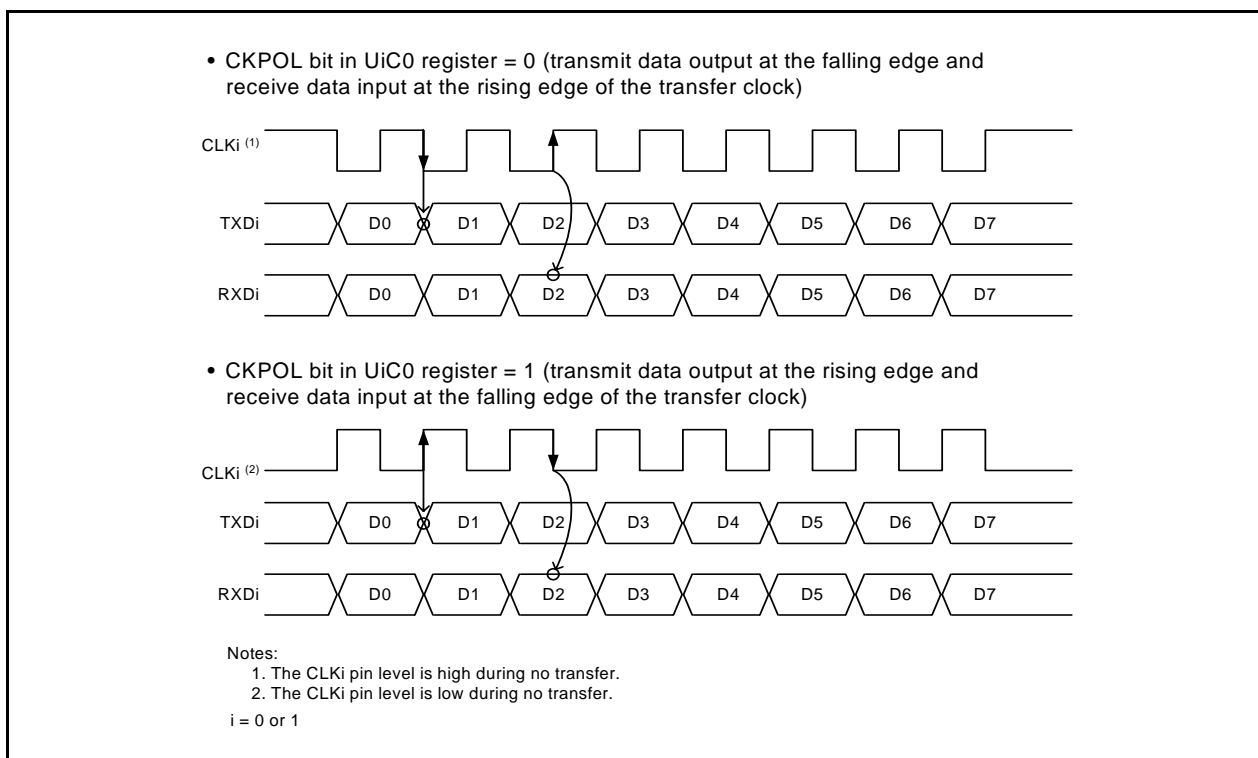 • CKPOL bit in UiC0 register = 0 (transmit data output at the falling edge and
receive data input at the rising edge of the transfer clock)
CLKi (1)
TXDi D0 D1 D2 D3 D4 D5 D6 D7
RXDi D0 D1 D2 D3 D4 D5 D6 D7
• CKPOL bit in UiC0 register = 1 (transmit data output at the rising edge and
receive data input at the falling edge of the transfer clock)
CLKi (2)
TXDi D0 D1 D2 D3 D4 D5 D6 D7
RXDi D0 D1 D2 D3 D4 D5 D6 D7
Notes:
1. The CLKi pin level is high during no transfer.
2. The CLKi pin level is low during no transfer.
i = 0 or 1